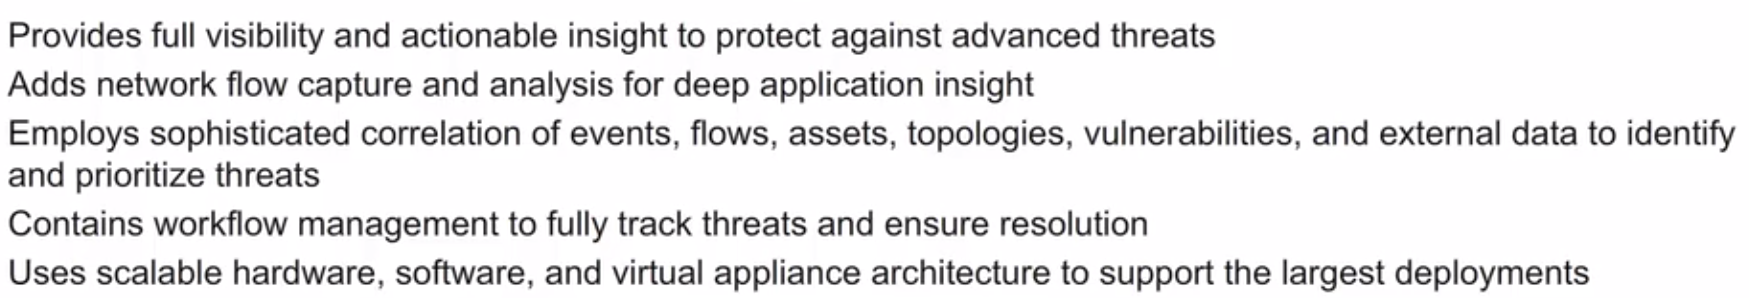 Provides full visibility and actionable insight to protect against advanced threats
Adds network flow capture and analysis for deep application insight
Employs sophisticated correlation of events, flows, assets, topologies, vulnerabilities, and external data to identify
and prioritize threats
Contains workflow management to fully track threats and ensure resolution
Uses scalable hardware, software, and virtual appliance architecture to support the largest deployments